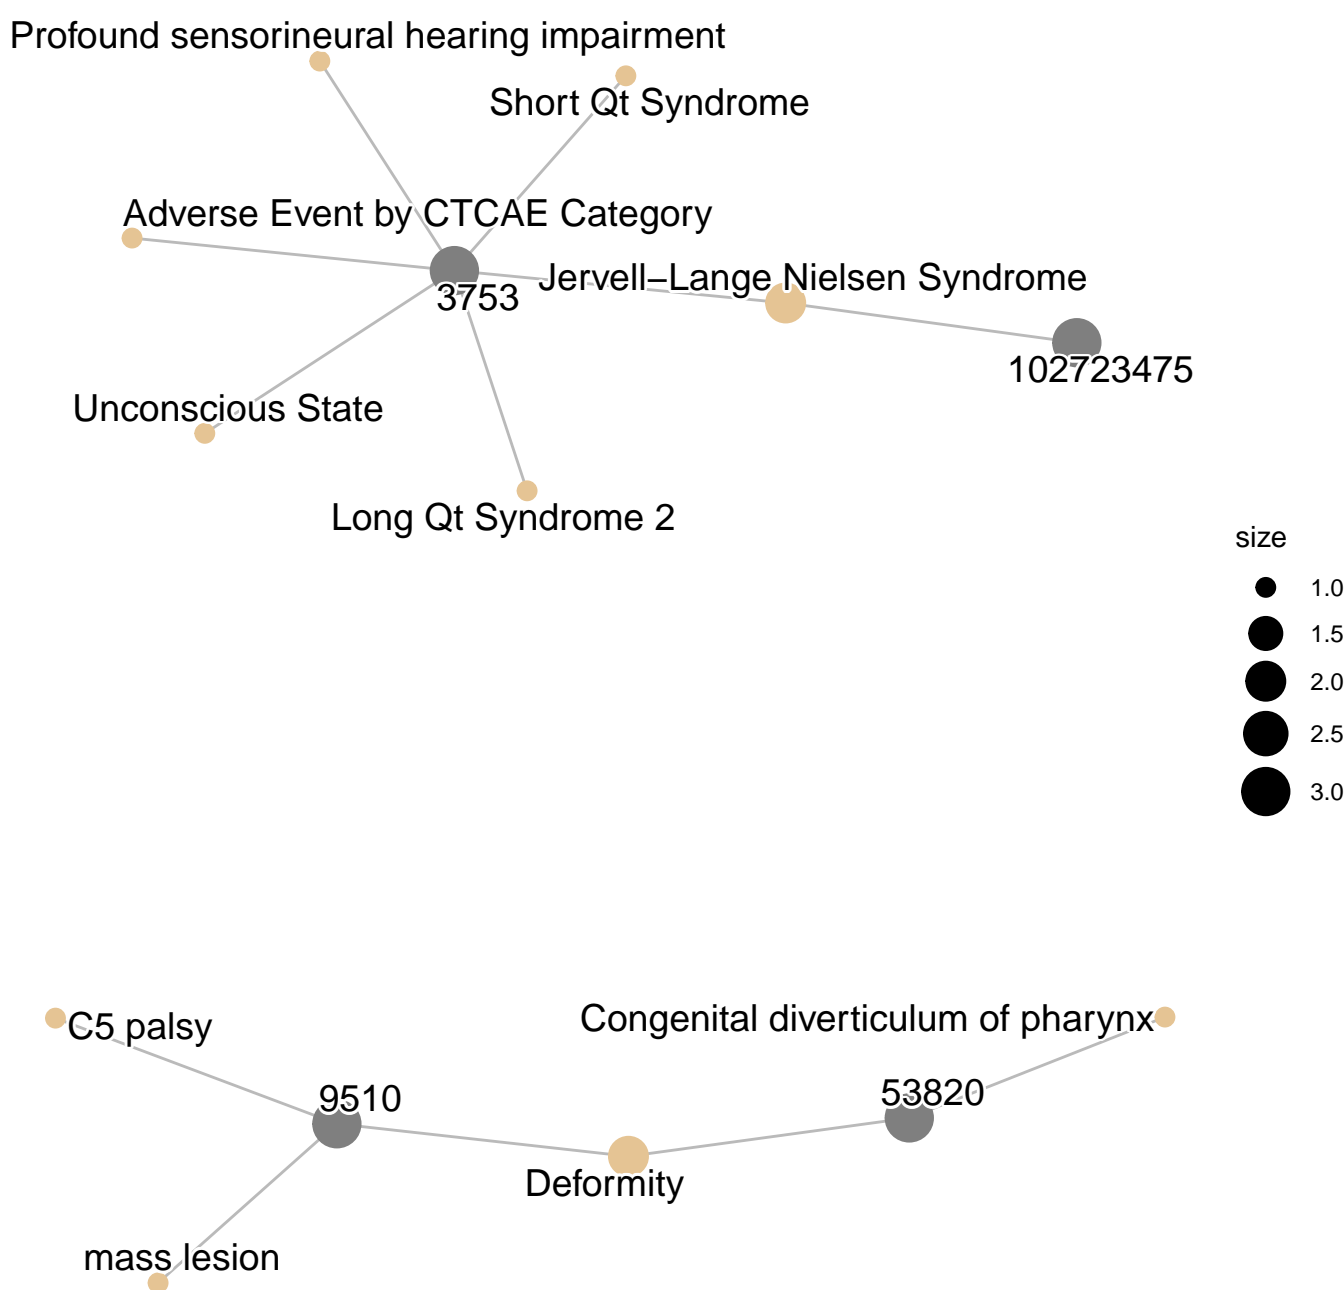 Profound sensorineural hearing impairment
Short Qt Syndrome
Adverse Event by CTCAE Category
Jervell−Lange Nielsen Syndrome
3753
102723475
Unconscious State
Long Qt Syndrome 2
size
1.0
1.5
2.0
2.5
3.0
C5 palsy
Congenital diverticulum of pharynx
9510
53820
Deformity
mass lesion